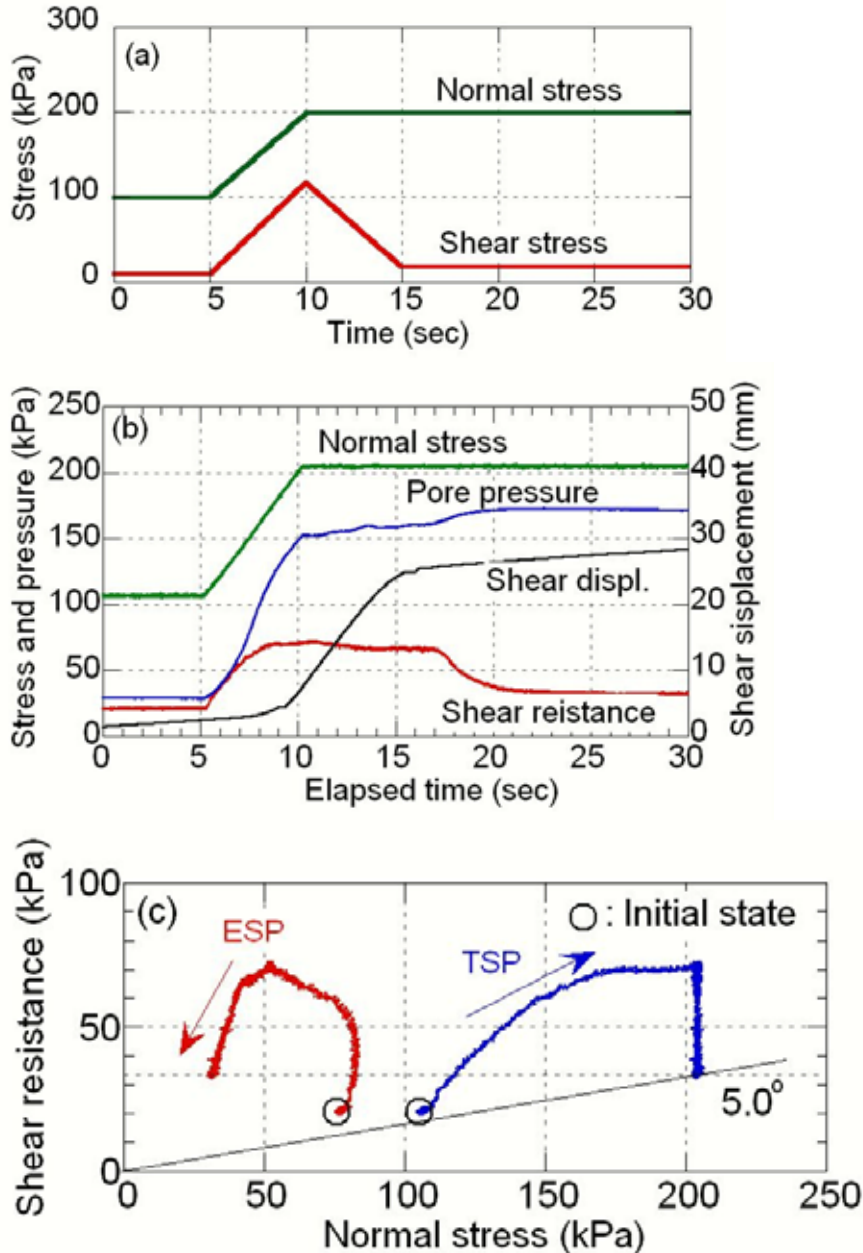 (a)
Stress (kPa)
300
200
100
0
Normal stress
Shear stress
0 5 10 15 20 25 30
Time (sec)
(b)
Stress and pressure (kPa)
250
200
150
100
50
0
Normal stress
Pore pressure
Shear displ.
Shear reistance
50
40
30
20
10
0
Shear sisplacement (mm)
0 5 10 15 20 25 30
Elapsed time (sec)
(c)
Shear resistance (kPa)
100
50
0
ESP
TSP
: Initial state
5.0°
0 50 100 150 200 250
Normal stress (kPa)